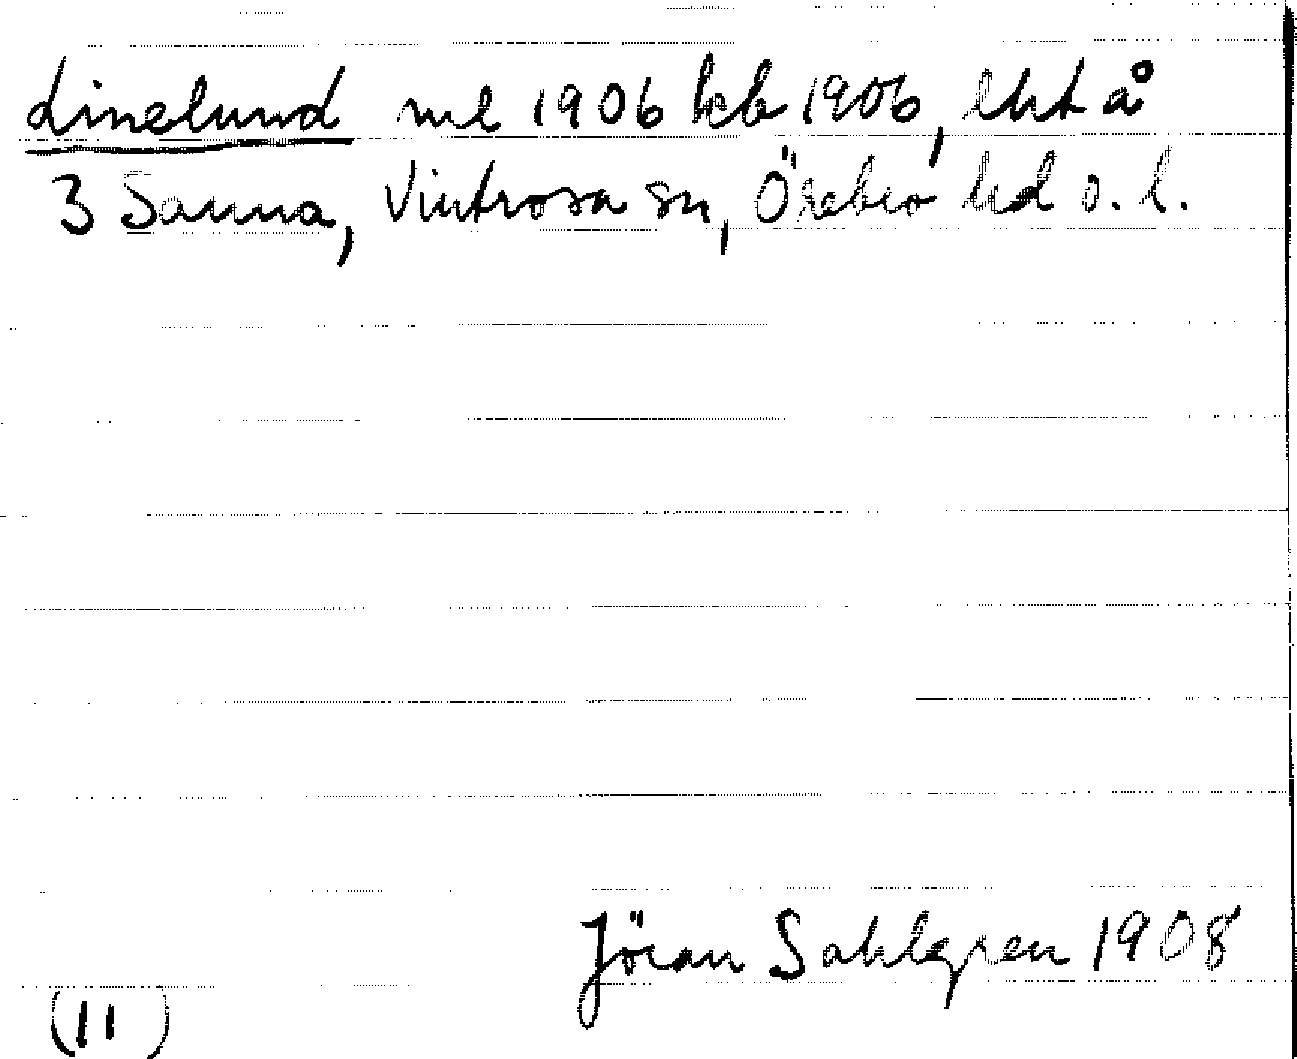 Linelund ml 1906 kb 1906, lht å
3 Sanna, Vintrosa sn, Örebro hd o. l.
Jöran Sahlgren 1908
(11)